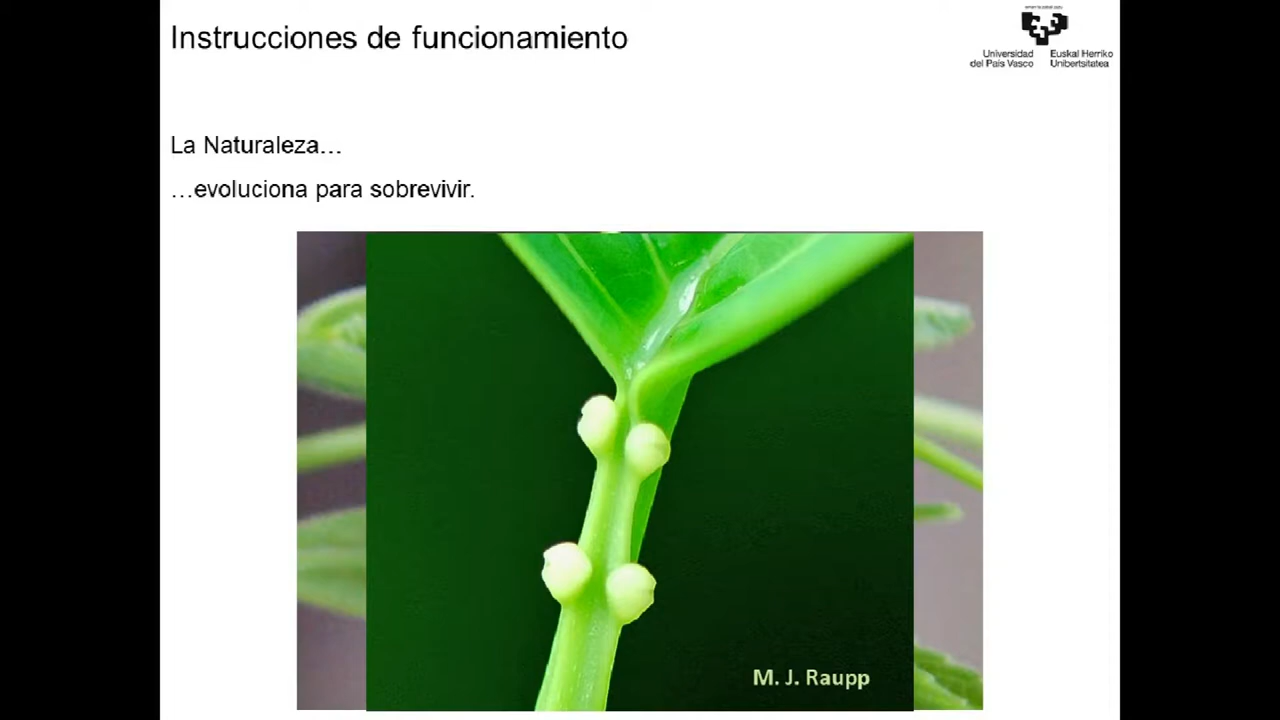 Instrucciones de funcionamiento
Universidad
del País Vasco
Euskal Herriko
Unibertsitatea
La Naturaleza…
…evoluciona para sobrevivir.
M. J. Raupp